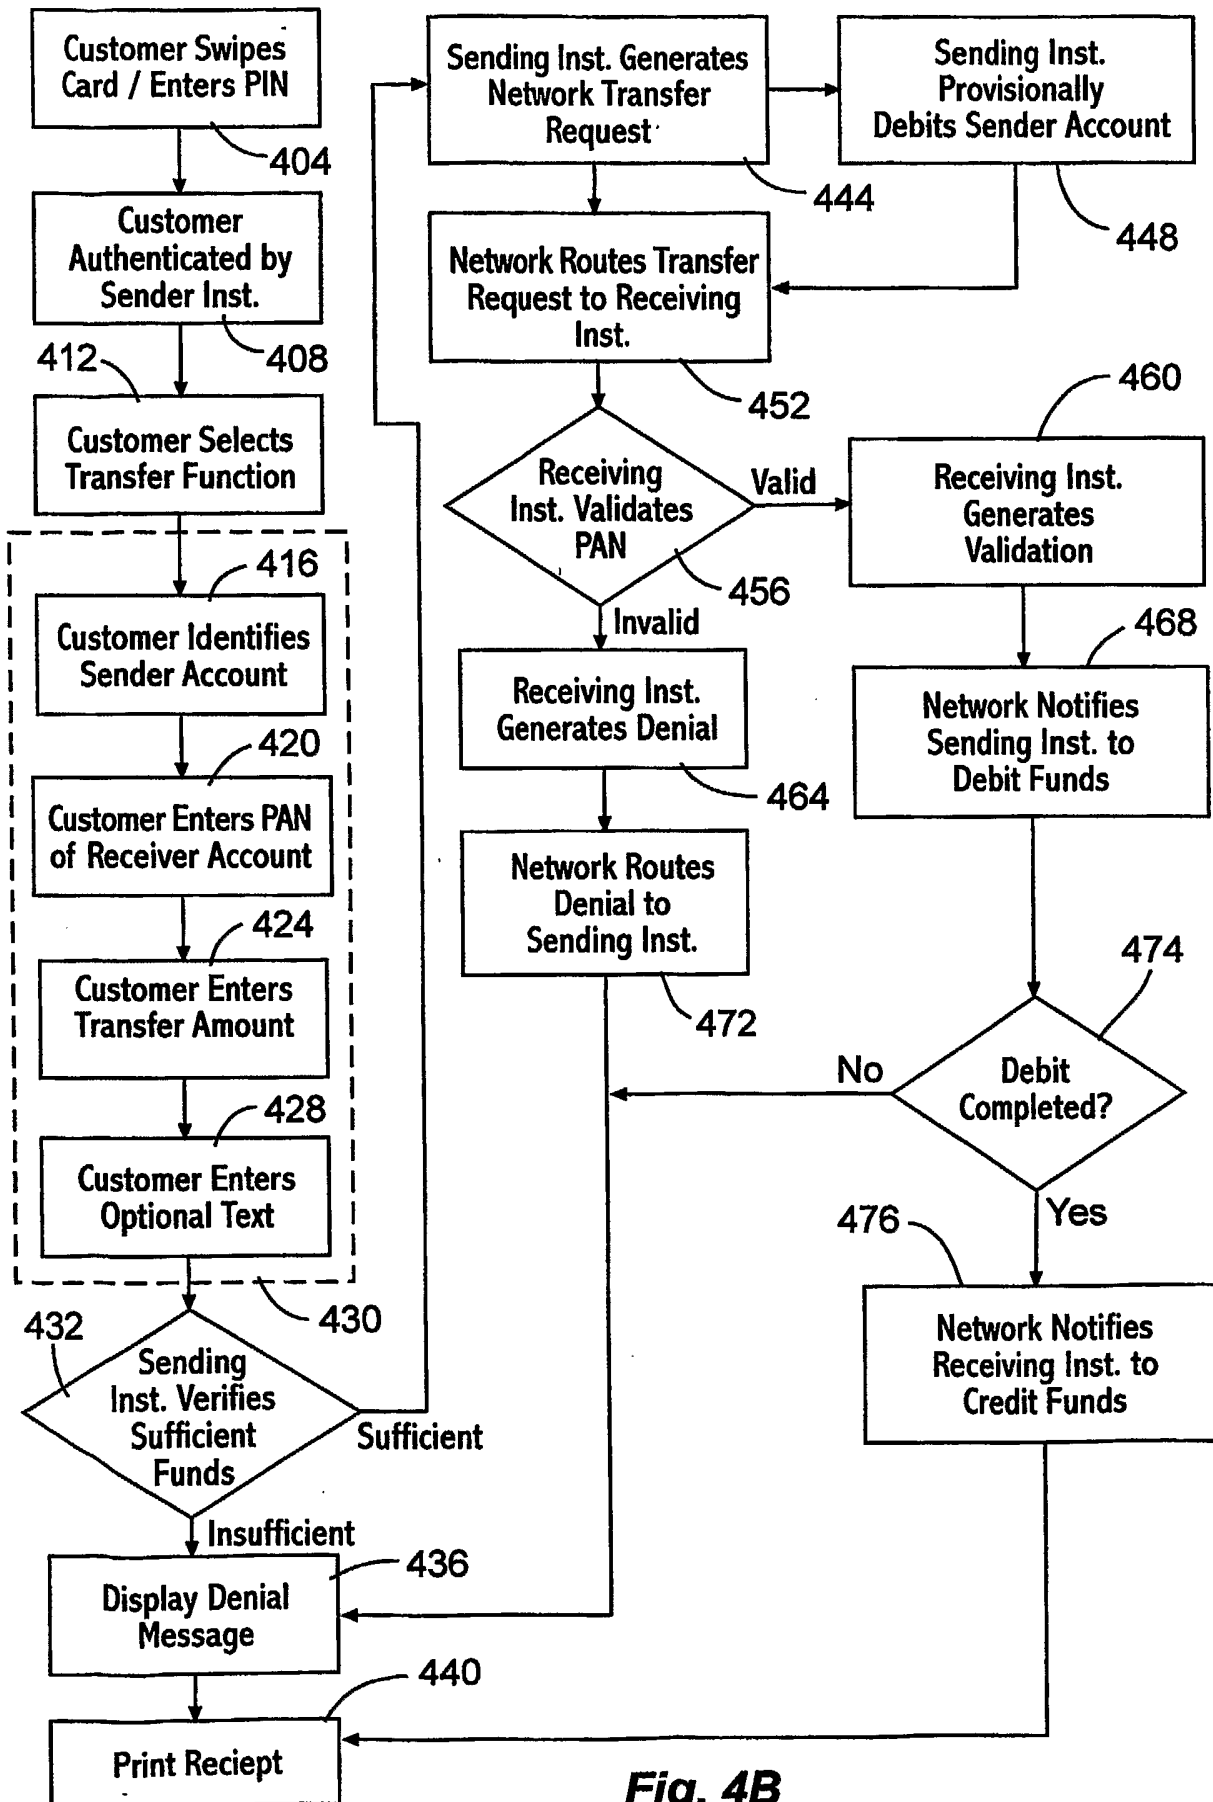 Customer Swipes
Card / Enters PIN
404
Customer
Authenticated by
Sender Inst.
408
412
Customer Selects
Transfer Function
416
Customer Identifies
Sender Account
420
Customer Enters PAN
of Receiver Account
424
Customer Enters
Transfer Amount
428
Customer Enters
Optional Text
430
432
Sending
Inst. Verifies
Sufficient
Funds
Sufficient
Insufficient
436
Display Denial
Message
440
Print Reciept
Sending Inst. Generates
Network Transfer
Request
444
Sending Inst.
Provisionally
Debits Sender Account
448
Network Routes Transfer
Request to Receiving
Inst.
452
Receiving
Inst. Validates
PAN
456
Valid
Invalid
460
Receiving Inst.
Generates
Validation
Receiving Inst.
Generates Denial
464
468
Network Notifies
Sending Inst. to
Debit Funds
Network Routes
Denial to
Sending Inst.
472
474
Debit
Completed?
No
Yes
476
Network Notifies
Receiving Inst. to
Credit Funds
Fig. 4B